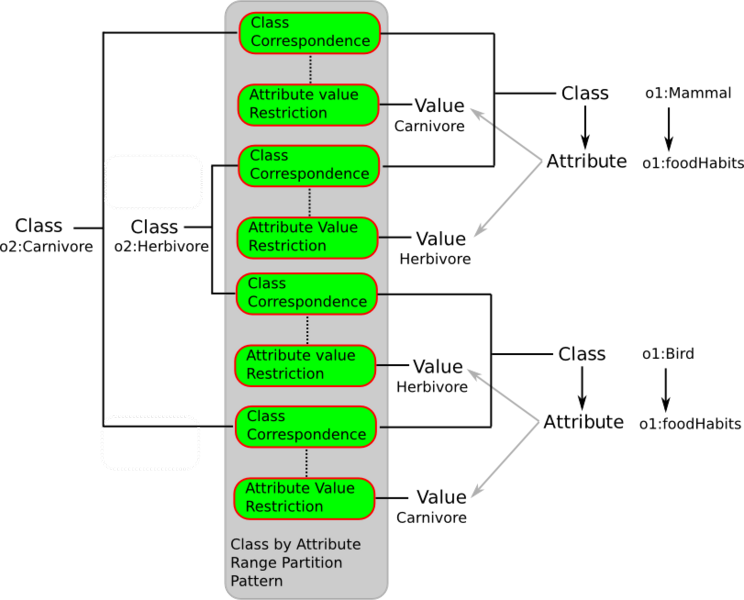 Class
Correspondence
Attribute value
Restriction
Value
Carnivore
Class
o1:Mammal
Attribute
o1:foodHabits
Class
Correspondence
Attribute Value
Restriction
Value
Herbivore
Class
o2:Carnivore
Class
o2:Herbivore
Class
Correspondence
Attribute value
Restriction
Value
Herbivore
Class
o1:Bird
Attribute
o1:foodHabits
Class
Correspondence
Attribute Value
Restriction
Value
Carnivore
Class by Attribute
Range Partition
Pattern